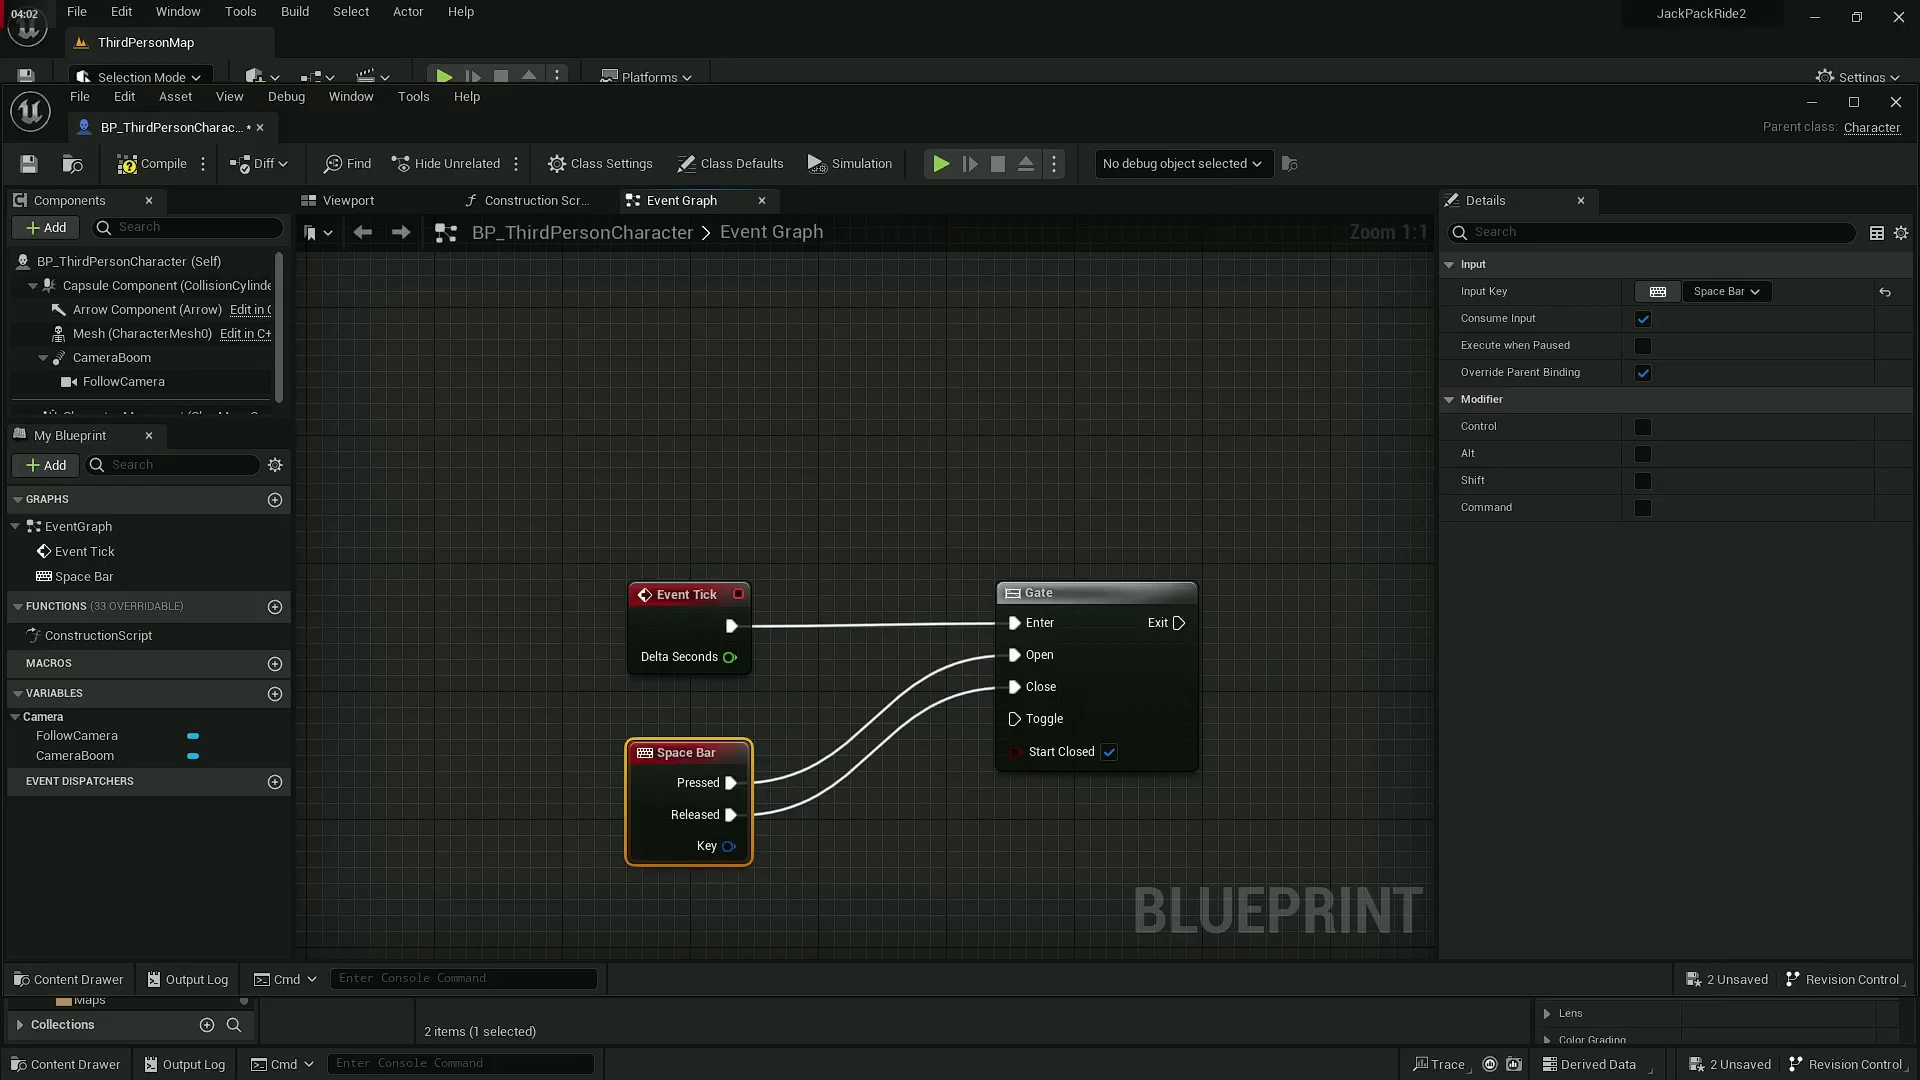 04:02
File Edit Window Tools Build Select Actor Help
JackPackRide2
ThirdPersonMap
Selection Mode
Platforms
Settings
File Edit Asset View Debug Window Tools Help
BP_ThirdPersonCharac...
Parent class: Character
Compile
Diff
Find
Hide Unrelated
Class Settings
Class Defaults
Simulation
No debug object selected
Components
Viewport
Construction Scr...
Event Graph
Details
Add
Search
BP_ThirdPersonCharacter > Event Graph
Zoom 1:1
Search
BP_ThirdPersonCharacter (Self)
Capsule Component (CollisionCylinde
Arrow Component (Arrow) Edit in C
Mesh (CharacterMesh0) Edit in C+
CameraBoom
FollowCamera
My Blueprint
Add
Search
GRAPHS
EventGraph
Event Tick
Space Bar
FUNCTIONS (33 OVERRIDABLE)
ConstructionScript
MACROS
VARIABLES
Camera
FollowCamera
CameraBoom
EVENT DISPATCHERS
Event Tick
Delta Seconds
Space Bar
Pressed
Released
Key
Gate
Enter
Exit
Open
Close
Toggle
Start Closed
BLUEPRINT
Input
Input Key
Space Bar
Consume Input
Execute when Paused
Override Parent Binding
Modifier
Control
Alt
Shift
Command
Content Drawer
Output Log
Cmd
Enter Console Command
2 Unsaved
Revision Control
Maps
Collections
2 items (1 selected)
Lens
Color Grading
Content Drawer
Output Log
Cmd
Enter Console Command
Trace
Derived Data
2 Unsaved
Revision Control